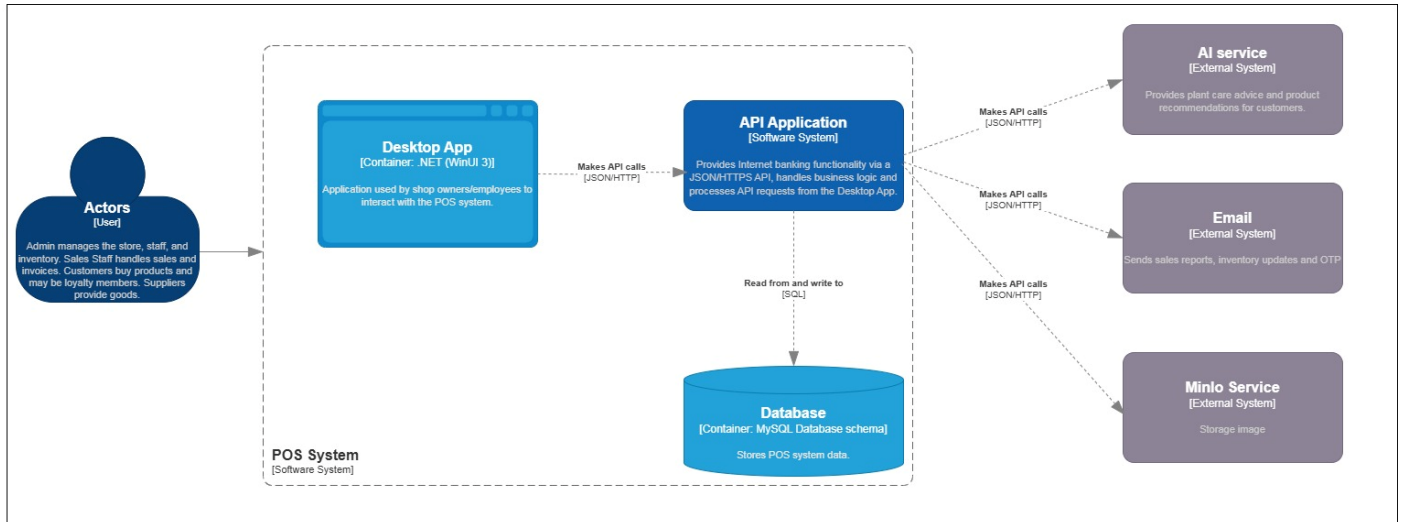 Actors
[User]
Admin manages the store, staff, and
inventory. Sales Staff handles sales and
invoices. Customers buy products and
may be loyalty members. Suppliers
provide goods.
Desktop App
[Container: .NET (WinUI 3)]
Application used by shop owners/employees to
interact with the POS system.
Makes API calls
[JSON/HTTP]
API Application
[Software System]
Provides Internet banking functionality via a
JSON/HTTPS API, handles business logic and
processes API requests from the Desktop App.
Read from and write to
[SQL]
Database
[Container: MySQL Database schema]
Stores POS system data.
POS System
[Software System]
Makes API calls
[JSON/HTTP]
Makes API calls
[JSON/HTTP]
Makes API calls
[JSON/HTTP]
AI service
[External System]
Provides plant care advice and product
recommendations for customers.
Email
[External System]
Sends sales reports, inventory updates and OTP
MinIo Service
[External System]
Storage image